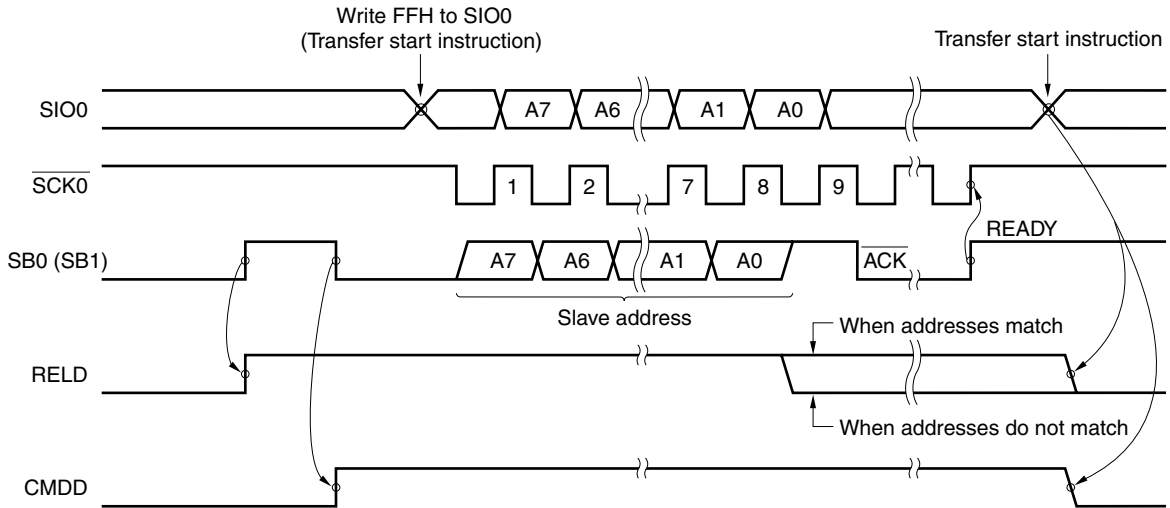 Write FFH to SIO0
(Transfer start instruction)
Transfer start instruction
SIO0
A7
A6
A1
A0
SCK0
1
2
7
8
9
READY
SB0 (SB1)
A7
A6
A1
A0
ACK
Slave address
When addresses match
RELD
When addresses do not match
CMDD